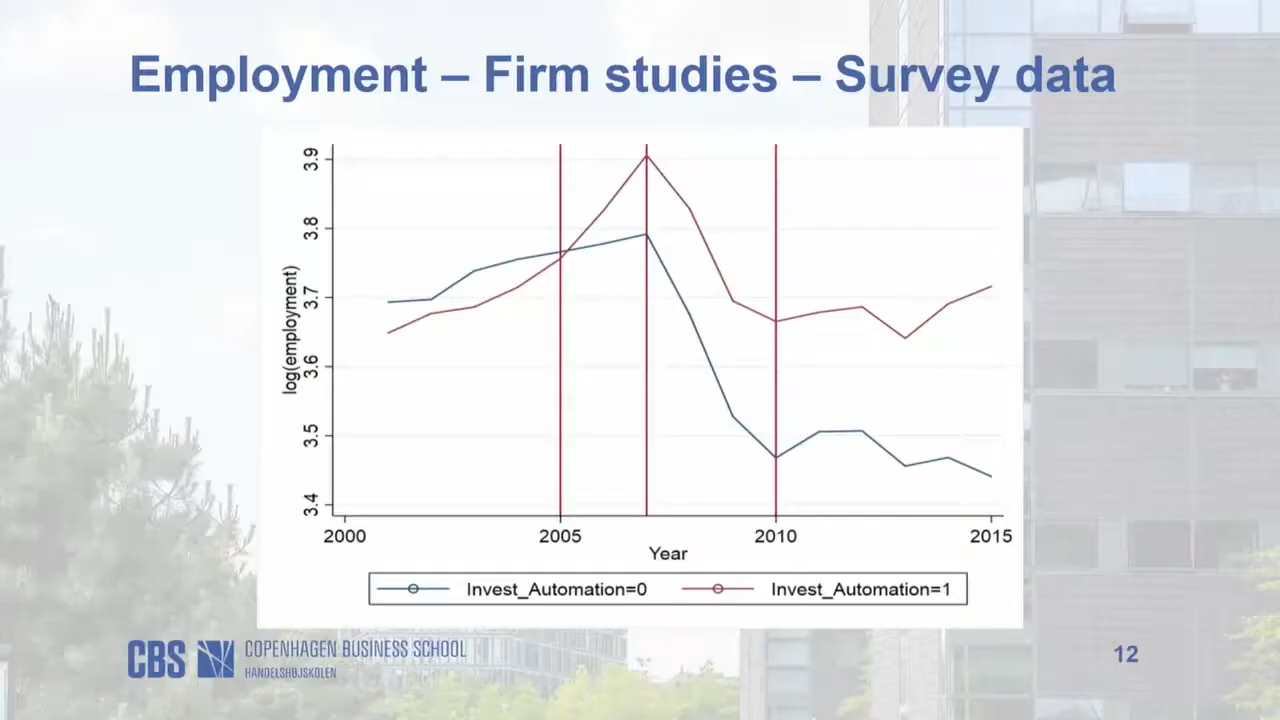 Employment – Firm studies – Survey data
3.9
3.8
3.7
3.6
3.5
3.4
log(employment)
2000 2005 2010 2015
Year
Invest_Automation=0 Invest_Automation=1
CBS COPENHAGEN BUSINESS SCHOOL
HANDELSHØJSKOLEN
12